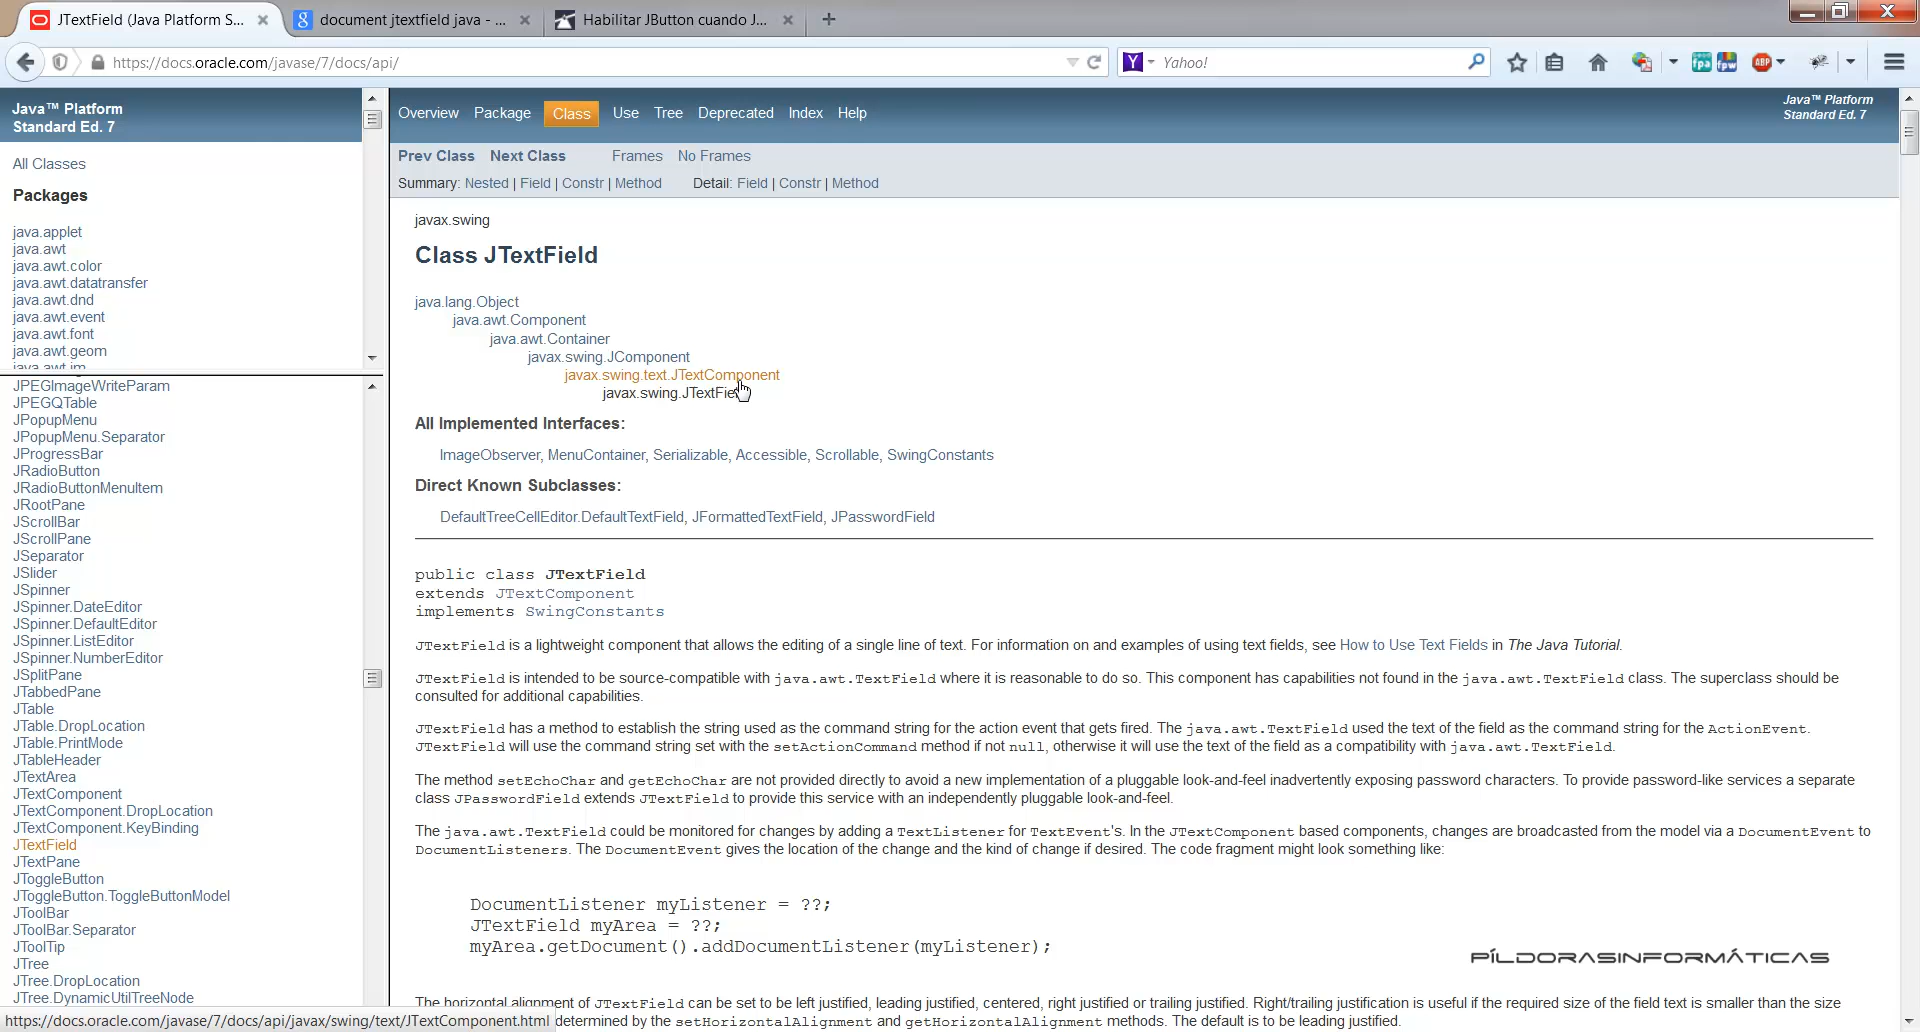 JTextField (Java Platform S...
document jtextfield java - ...
Habilitar JButton cuando J...
https://docs.oracle.com/javase/7/docs/api/
Yahoo!
Java™ Platform
Standard Ed. 7
All Classes
Packages
java.applet
java.awt
java.awt.color
java.awt.datatransfer
java.awt.dnd
java.awt.event
java.awt.font
java.awt.geom
java.awt.im
JPEGImageWriteParam
JPEGQTable
JPopupMenu
JPopupMenu.Separator
JProgressBar
JRadioButton
JRadioButtonMenuItem
JRootPane
JScrollBar
JScrollPane
JSeparator
JSlider
JSpinner
JSpinner.DateEditor
JSpinner.DefaultEditor
JSpinner.ListEditor
JSpinner.NumberEditor
JSplitPane
JTabbedPane
JTable
JTable.DropLocation
JTable.PrintMode
JTableHeader
JTextArea
JTextComponent
JTextComponent.DropLocation
JTextComponent.KeyBinding
JTextField
JTextPane
JToggleButton
JToggleButton.ToggleButtonModel
JToolBar
JToolBar.Separator
JToolTip
JTree
JTree.DropLocation
JTree.DynamicUtilTreeNode
https://docs.oracle.com/javase/7/docs/api/javax/swing/text/JTextComponent.html
Overview Package Class Use Tree Deprecated Index Help
Java™ Platform
Standard Ed. 7
Prev Class Next Class Frames No Frames
Summary: Nested | Field | Constr | Method Detail: Field | Constr | Method
javax.swing
Class JTextField
java.lang.Object
java.awt.Component
java.awt.Container
javax.swing.JComponent
javax.swing.text.JTextComponent
All Implemented Interfaces:
ImageObserver, MenuContainer, Serializable, Accessible, Scrollable, SwingConstants
Direct Known Subclasses:
DefaultTreeCellEditor.DefaultTextField, JFormattedTextField, JPasswordField
public class JTextField
extends JTextComponent
implements SwingConstants
JTextField is a lightweight component that allows the editing of a single line of text. For information on and examples of using text fields, see How to Use Text Fields in The Java Tutorial.
JTextField is intended to be source-compatible with java.awt.TextField where it is reasonable to do so. This component has capabilities not found in the java.awt.TextField class. The superclass should be
consulted for additional capabilities.
JTextField has a method to establish the string used as the command string for the action event that gets fired. The java.awt.TextField used the text of the field as the command string for the ActionEvent.
JTextField will use the command string set with the setActionCommand method if not null, otherwise it will use the text of the field as a compatibility with java.awt.TextField.
The method setEchoChar and getEchoChar are not provided directly to avoid a new implementation of a pluggable look-and-feel inadvertently exposing password characters. To provide password-like services a separate
class JPasswordField extends JTextField to provide this service with an independently pluggable look-and-feel.
The java.awt.TextField could be monitored for changes by adding a TextListener for TextEvent's. In the JTextComponent based components, changes are broadcasted from the model via a DocumentEvent to
DocumentListeners. The DocumentEvent gives the location of the change and the kind of change if desired. The code fragment might look something like:
DocumentListener myListener = ??;
JTextField myArea = ??;
myArea.getDocument().addDocumentListener(myListener);
PÍLDORASINFORMÁTICAS
The horizontal alignment of JTextField can be set to be left justified, leading justified, centered, right justified or trailing justified. Right/trailing justification is useful if the required size of the field text is smaller than the size
determined by the setHorizontalAlignment and getHorizontalAlignment methods. The default is to be leading justified.